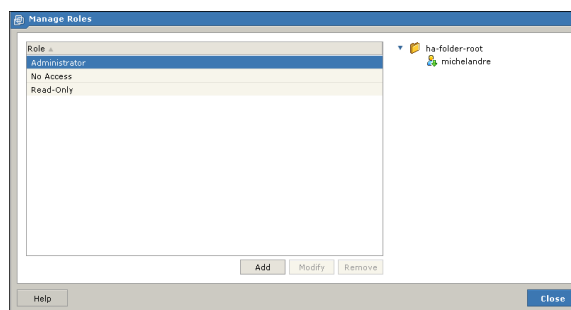 Manage Roles
Role
Administrator
No Access
Read-Only
ha-folder-root
michelandre
Add
Modify
Remove
Help
Close